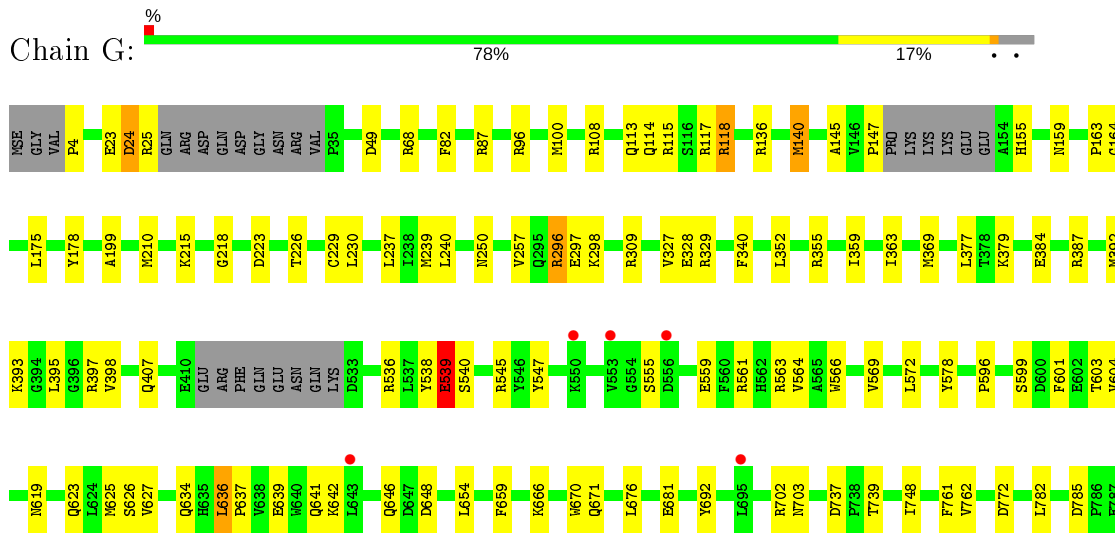 %
Chain G:
78%
17%
• •
MSE GLY VAL P4 E23 D24 R25 GLN ARG ASP GLN ASP GLY ASN ARG VAL P35 D49 R68 F82 R87 R96 M100 R108 Q113 Q114 R115 S116 R117 R118 R136 M140 A145 V146 P147 PRO LYS LYS LYS GLU GLU A154 H155 N159 P163
L175 Y178 A199 M210 K215 G218 D223 T226 C229 L230 L237 I238 M239 L240 N250 V257 Q295 R296 E297 K298 R309 V327 E328 R329 F340 L352 R355 I359 I363 M369 L377 T378 K379 E384 R387
K393 G394 L395 G396 R397 V398 Q407 E410 GLU ARG PHE GLN GLU ASN GLN LYS D533 R536 L537 Y538 E539 S540 R545 Y546 Y547 K550 V553 G554 S555 D556 E559 F560 R561 H562 R563 V564 A565 W566 V569 L572 Y578 P596 S599 D600 F601 E602 T603
N619 Q623 L624 M625 S626 V627 Q634 H635 L636 P637 V638 E639 W640 Q641 K642 L643 Q646 D647 D648 L654 F659 K666 W670 Q671 L676 E681 Y692 L695 R702 N703 D737 P738 T739 I748 F761 V762 D772 L782 D785 P786